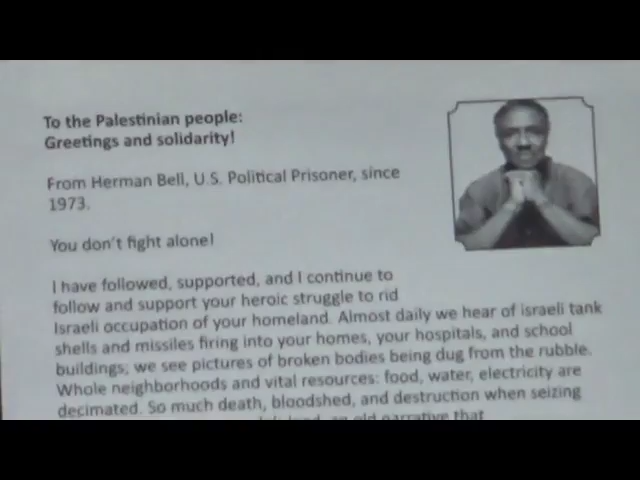 To the Palestinian people:
Greetings and solidarity!
From Herman Bell, U.S. Political Prisoner, since
1973.
You don't fight alone!
I have followed, supported, and I continue to
follow and support your heroic struggle to rid
Israeli occupation of your homeland. Almost daily we hear of israeli tank
shells and missiles firing into your homes, your hospitals, and school
buildings; we see pictures of broken bodies being dug from the rubble.
Whole neighborhoods and vital resources: food, water, electricity are
decimated. So much death, bloodshed, and destruction when seizing
an old narrative that